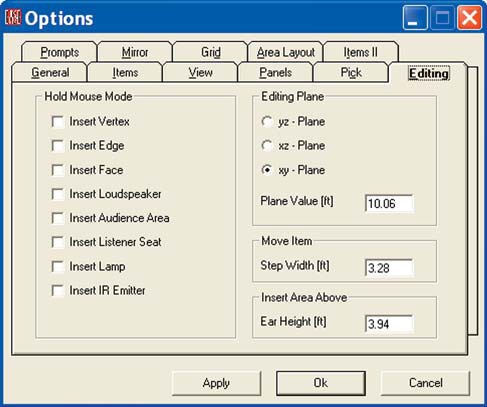 EASE
Options
Prompts Mirror Grid Area Layout Items II
General Items View Panels Pick Editing
Hold Mouse Mode
Insert Vertex
Insert Edge
Insert Face
Insert Loudspeaker
Insert Audience Area
Insert Listener Seat
Insert Lamp
Insert IR Emitter
Editing Plane
yz - Plane
xz - Plane
xy - Plane
Plane Value [ft] 10.06
Move Item
Step Width [ft] 3.28
Insert Area Above
Ear Height [ft] 3.94
Apply Ok Cancel